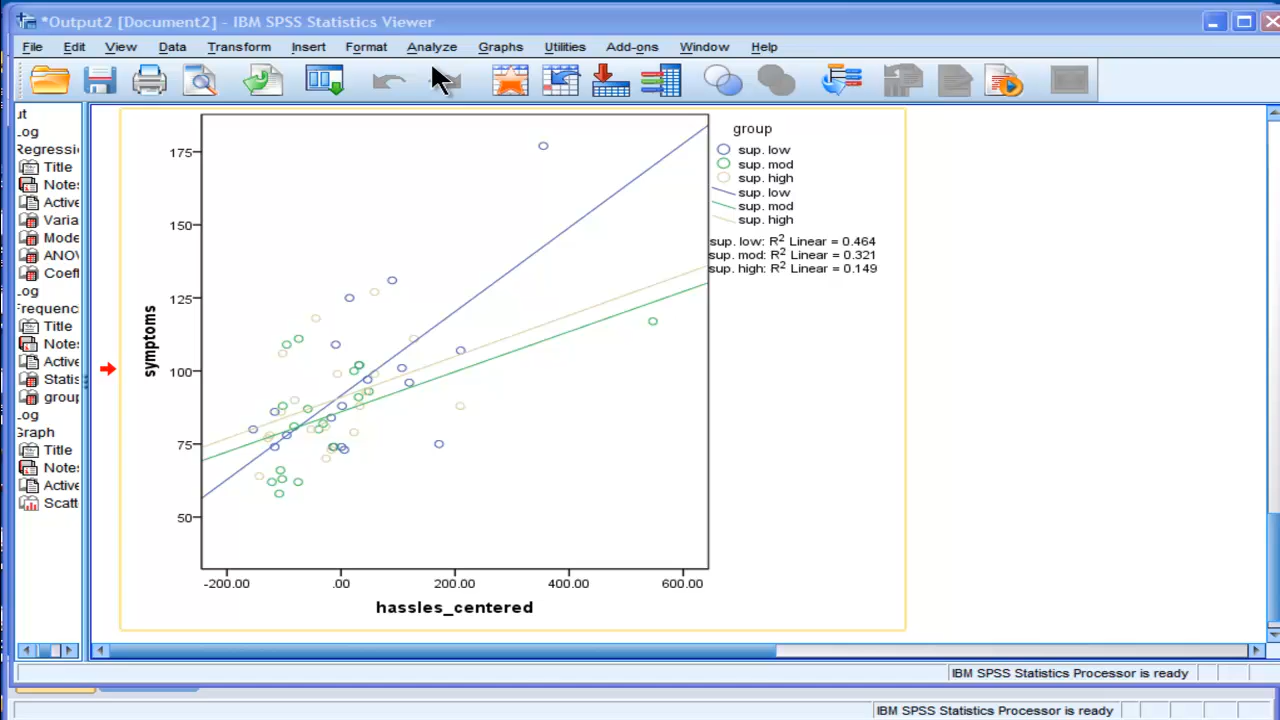 *Output2 [Document2] - IBM SPSS Statistics Viewer
File Edit View Data Transform Insert Format Analyze Graphs Utilities Add-ons Window Help
ut
Log
Regressi
Title
Note
Active
Varia
Mode
ANOV
Coeff
Log
Frequenc
Title
Note
Active
Statis
group
Log
Graph
Title
Note
Active
Scatt
175
150
125
100
75
50
symptoms
-200.00 .00 200.00 400.00 600.00
hassles_centered
group
sup. low
sup. mod
sup. high
sup. low
sup. mod
sup. high
sup. low: R² Linear = 0.464
sup. mod: R² Linear = 0.321
sup. high: R² Linear = 0.149
IBM SPSS Statistics Processor is ready
IBM SPSS Statistics Processor is ready